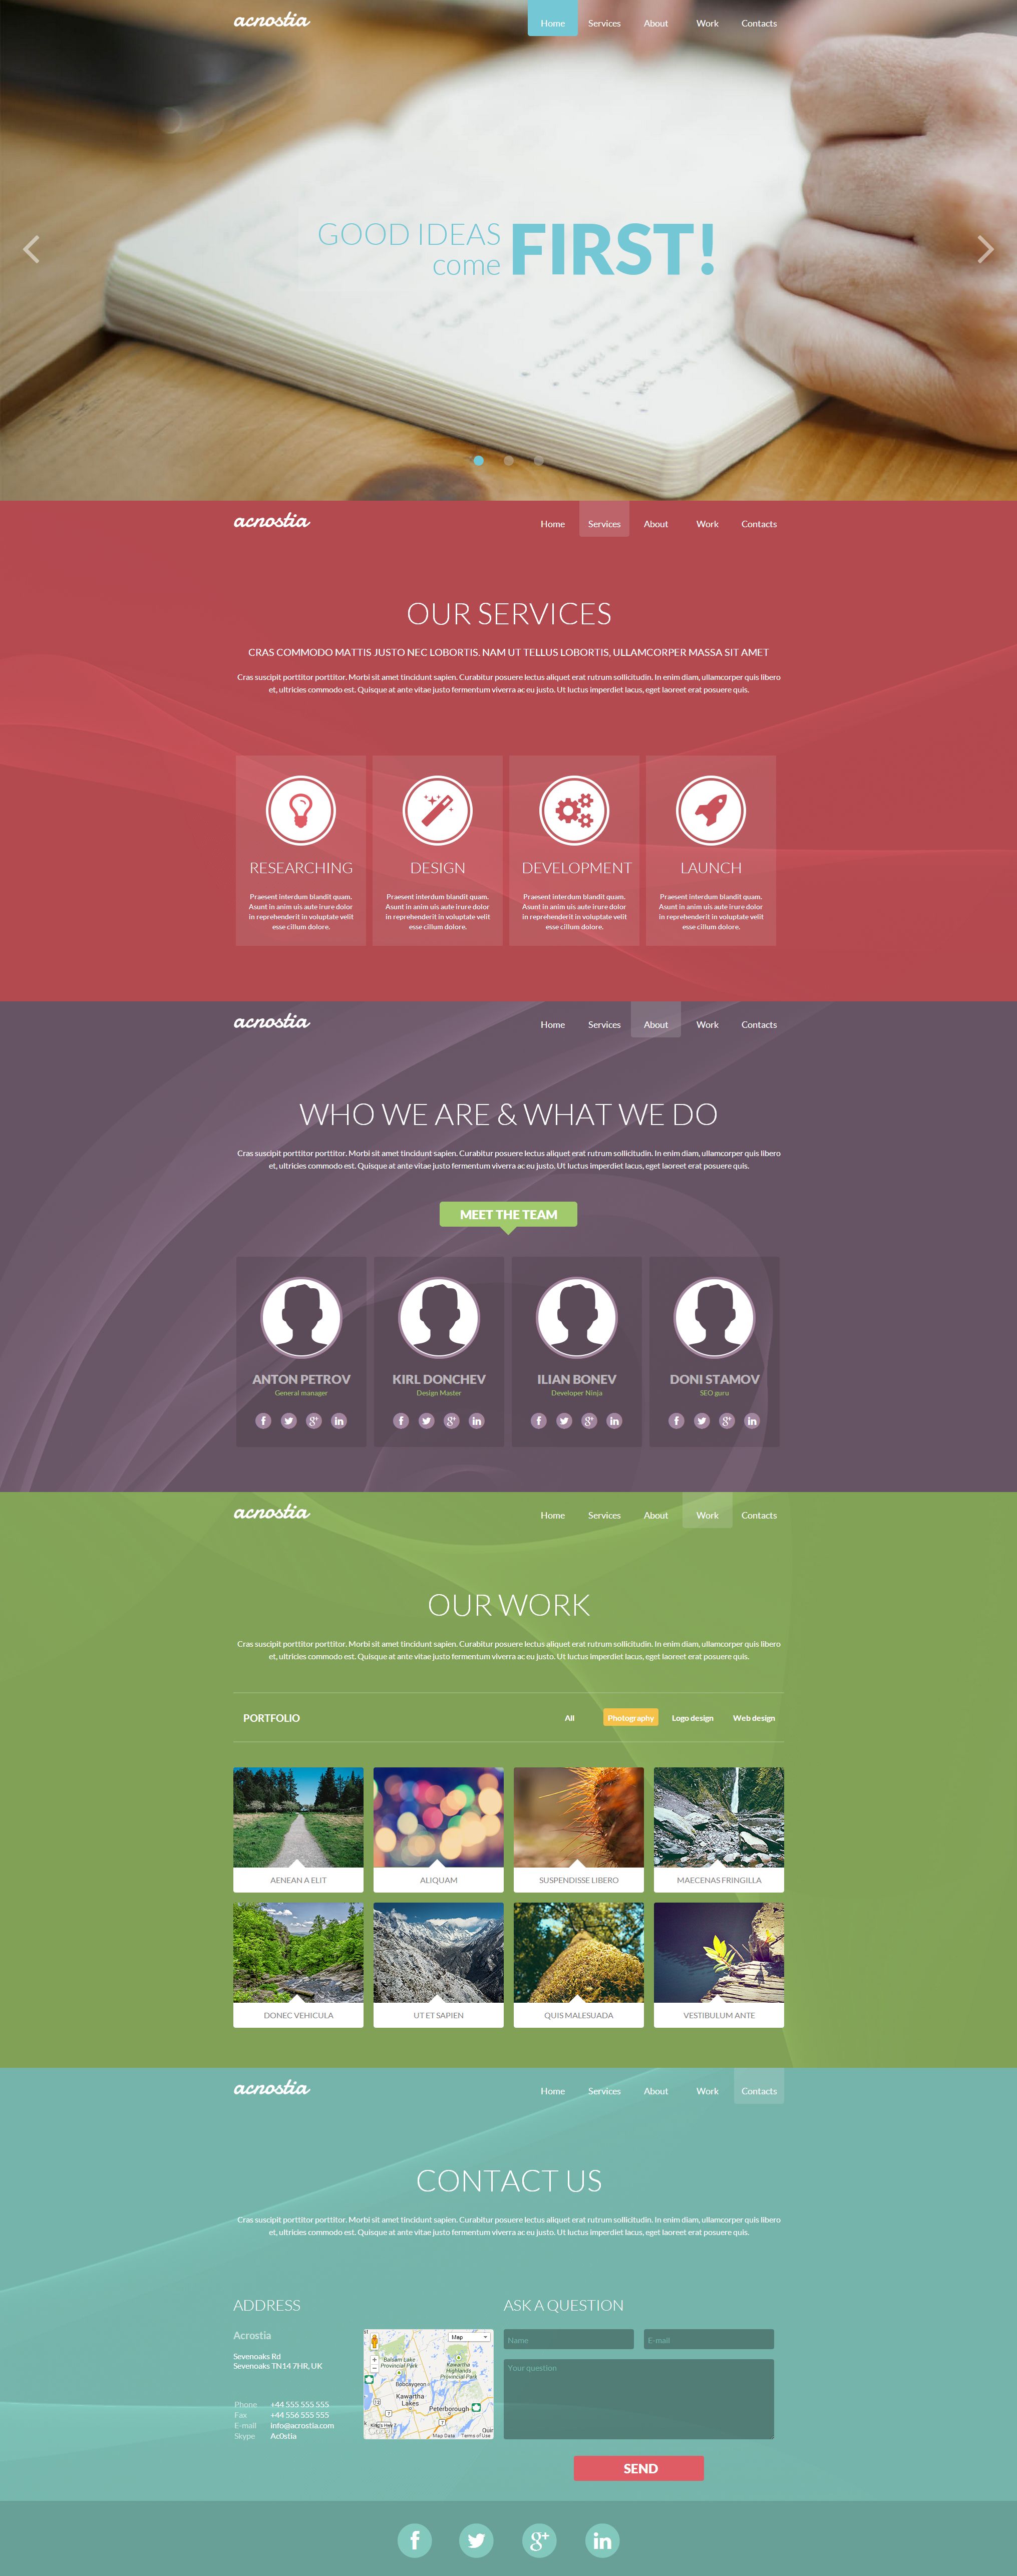 acnostia
Home Services About Work Contacts
GOOD IDEAS
come FIRST!
acnostia
Home Services About Work Contacts
OUR SERVICES
CRAS COMMODO MATTIS JUSTO NEC LOBORTIS. NAM UT TELLUS LOBORTIS, ULLAMCORPER MASSA SIT AMET
Cras suscipit porttitor porttitor. Morbi sit amet tincidunt sapien. Curabitur posuere lectus aliquet erat rutrum sollicitudin. In enim diam, ullamcorper quis libero
et, ultricies commodo est. Quisque at ante vitae justo fermentum viverra ac eu justo. Ut luctus imperdiet lacus, eget laoreet erat posuere quis.
RESEARCHING
Praesent interdum blandit quam.
Asunt in anim uis aute irure dolor
in reprehenderit in voluptate velit
esse cillum dolore.
DESIGN
Praesent interdum blandit quam.
Asunt in anim uis aute irure dolor
in reprehenderit in voluptate velit
esse cillum dolore.
DEVELOPMENT
Praesent interdum blandit quam.
Asunt in anim uis aute irure dolor
in reprehenderit in voluptate velit
esse cillum dolore.
LAUNCH
Praesent interdum blandit quam.
Asunt in anim uis aute irure dolor
in reprehenderit in voluptate velit
esse cillum dolore.
acnostia
Home Services About Work Contacts
WHO WE ARE & WHAT WE DO
Cras suscipit porttitor porttitor. Morbi sit amet tincidunt sapien. Curabitur posuere lectus aliquet erat rutrum sollicitudin. In enim diam, ullamcorper quis libero
et, ultricies commodo est. Quisque at ante vitae justo fermentum viverra ac eu justo. Ut luctus imperdiet lacus, eget laoreet erat posuere quis.
MEET THE TEAM
ANTON PETROV
General manager
KIRL DONCHEV
Design Master
ILIAN BONEV
Developer Ninja
DONI STAMOV
SEO guru
acnostia
Home Services About Work Contacts
OUR WORK
Cras suscipit porttitor porttitor. Morbi sit amet tincidunt sapien. Curabitur posuere lectus aliquet erat rutrum sollicitudin. In enim diam, ullamcorper quis libero
et, ultricies commodo est. Quisque at ante vitae justo fermentum viverra ac eu justo. Ut luctus imperdiet lacus, eget laoreet erat posuere quis.
PORTFOLIO
All Photography Logo design Web design
AENEAN A ELIT
ALIQUAM
SUSPENDISSE LIBERO
MAECENAS FRINGILLA
DONEC VEHICULA
UT ET SAPIEN
QUIS MALESUADA
VESTIBULUM ANTE
acnostia
Home Services About Work Contacts
CONTACT US
Cras suscipit porttitor porttitor. Morbi sit amet tincidunt sapien. Curabitur posuere lectus aliquet erat rutrum sollicitudin. In enim diam, ullamcorper quis libero
et, ultricies commodo est. Quisque at ante vitae justo fermentum viverra ac eu justo. Ut luctus imperdiet lacus, eget laoreet erat posuere quis.
ADDRESS
Acrostia
Sevenoaks Rd
Sevenoaks TN14 7HR, UK
Phone +44 555 555 555
Fax +44 556 555 555
E-mail info@acrostia.com
Skype Ac0stia
Map
Balsam Lake
Provincial Park
Kawartha
Highlands
Provincial Park
Bobcaygeon
Kawartha
Lakes
Peterborough
Map Data Terms of Use
ASK A QUESTION
Name
E-mail
Your question
SEND